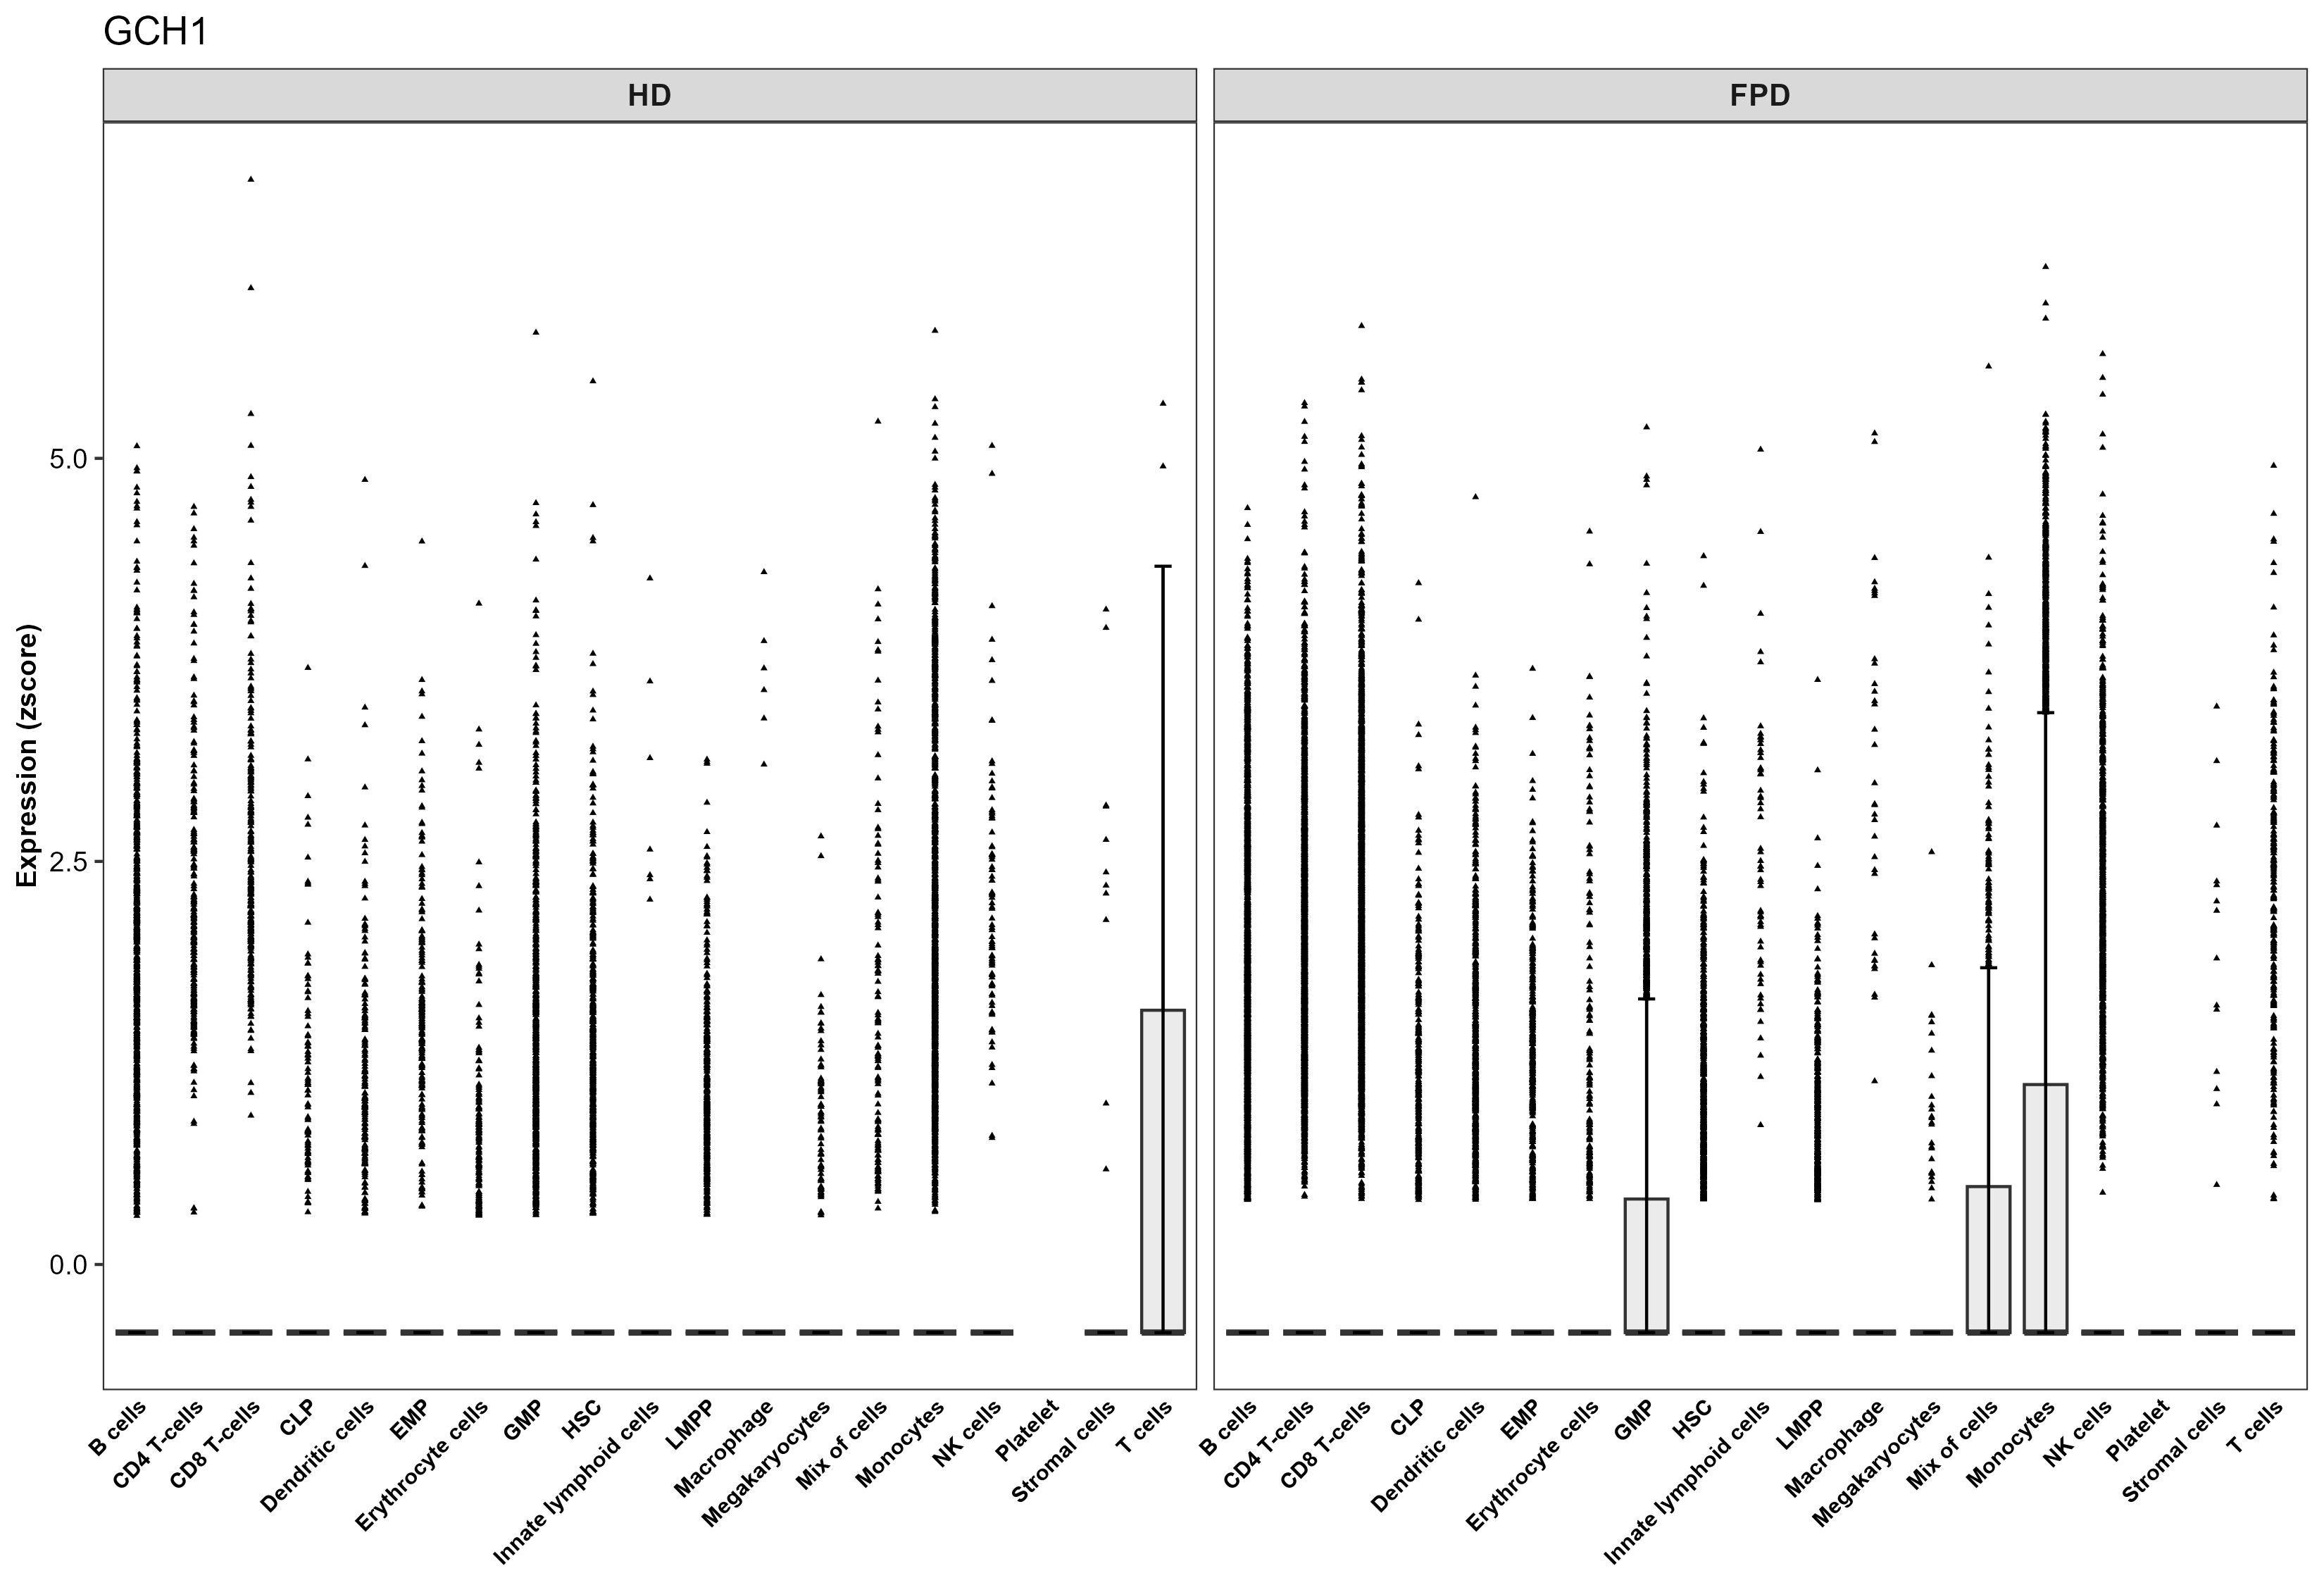 GCH1
HD
FPD
Expression (zscore)
5.0
2.5
0.0
B cells
CD4 T-cells
CD8 T-cells
CLP
Dendritic cells
EMP
Erythrocyte cells
GMP
HSC
Innate lymphoid cells
LMPP
Macrophage
Megakaryocytes
Mix of cells
Monocytes
NK cells
Platelet
Stromal cells
T cells
B cells
CD4 T-cells
CD8 T-cells
CLP
Dendritic cells
EMP
Erythrocyte cells
GMP
HSC
Innate lymphoid cells
LMPP
Macrophage
Megakaryocytes
Mix of cells
Monocytes
NK cells
Platelet
Stromal cells
T cells